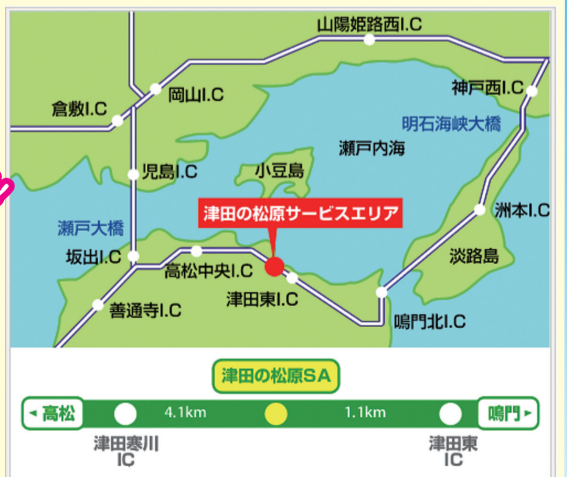 山陽姫路西I.C
神戸西I.C
岡山I.C
倉敷I.C
明石海峡大橋
瀬戸内海
児島I.C
小豆島
津田の松原サービスエリア
洲本I.C
瀬戸大橋
坂出I.C
高松中央I.C
淡路島
津田東I.C
善通寺I.C
鳴門北I.C
津田の松原SA
高松
4.1km
1.1km
鳴門
津田寒川
IC
津田東
IC